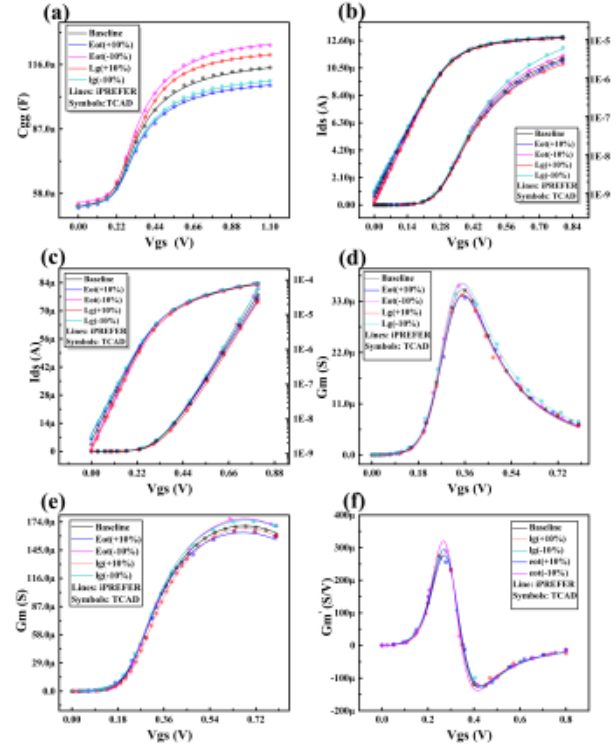 (a)
Baseline
Eot(+10%)
Eot(-10%)
Lg(+10%)
lg(-10%)
Lines: iPREFER
Symbols:TCAD
116.0a
87.0a
58.0a
Cgg (F)
0.00 0.22 0.44 0.66 0.88 1.10
Vgs (V)
(b)
12.60μ
10.50μ
8.40μ
6.30μ
4.20μ
2.10μ
0.00
Ids (A)
1E-5
1E-6
1E-7
1E-8
1E-9
Baseline
Eot(+10%)
Eot(-10%)
Lg(+10%)
Lg(-10%)
Lines: iPREFER
Symbols: TCAD
0.00 0.14 0.28 0.42 0.56 0.70 0.84
Vgs (V)
(c)
Baseline
Eot(+10%)
Eot(-10%)
Lg(+10%)
Lg(-10%)
Lines: iPREFER
Symbols: TCAD
84μ
70μ
56μ
42μ
28μ
14μ
0
Ids (A)
1E-4
1E-5
1E-6
1E-7
1E-8
1E-9
0.00 0.22 0.44 0.66 0.88
Vgs (V)
(d)
Baseline
Eot(+10%)
Eot(-10%)
Lg(+10%)
Lg(-10%)
Lines: iPREFER
Symbols: TCAD
33.0μ
22.0μ
11.0μ
0.0
Gm (S)
0.00 0.18 0.36 0.54 0.72
Vgs (V)
(e)
Baseline
Eot(+10%)
Eot(-10%)
lg(+10%)
lg(-10%)
Lines: iPREFER
Symbols: TCAD
174.0μ
145.0μ
116.0μ
87.0μ
58.0μ
29.0μ
0.0
Gm (S)
0.00 0.18 0.36 0.54 0.72
Vgs (V)
(f)
Baseline
lg(+10%)
lg(-10%)
eot(+10%)
eot(-10%)
Line: iPREFER
Symbols: TCAD
400μ
300μ
200μ
100μ
0
-100μ
-200μ
Gm' (S/V)
0.0 0.2 0.4 0.6 0.8
Vgs (V)